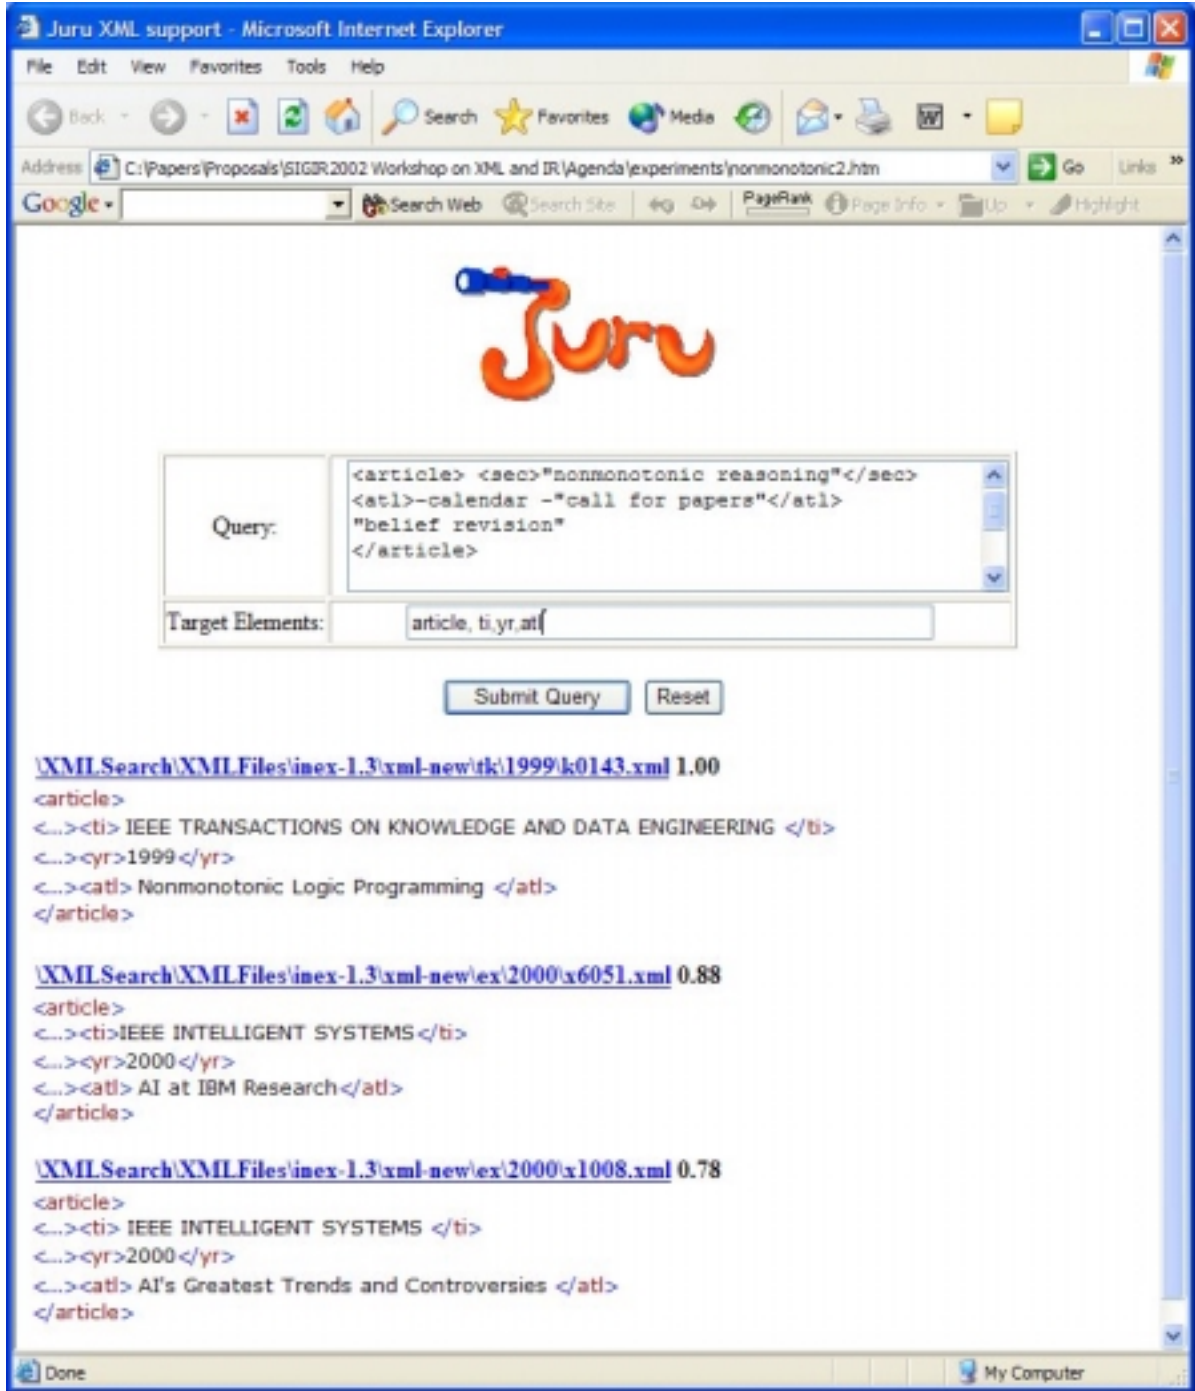 Juru XML support - Microsoft Internet Explorer
File Edit View Favorites Tools Help
Back Search Favorites Media
Address C:\Papers\Proposals\SIGIR2002 Workshop on XML and IR\Agenda\experiments\nonmonotonic2.htm Go Links »
Google Search Web Search Site PageRank Page Info Up Highlight
Juru
Query:
<article> <sec>"nonmonotonic reasoning"</sec>
<atl>-calendar -"call for papers"</atl>
"belief revision"
</article>
Target Elements: article, ti,yr,atl
Submit Query Reset
\XMLSearch\XMLFiles\inex-1.3\xml-new\tk\1999\k0143.xml 1.00
<article>
<...><ti> IEEE TRANSACTIONS ON KNOWLEDGE AND DATA ENGINEERING </ti>
<...><yr>1999</yr>
<...><atl> Nonmonotonic Logic Programming </atl>
</article>
\XMLSearch\XMLFiles\inex-1.3\xml-new\ex\2000\x6051.xml 0.88
<article>
<...><ti>IEEE INTELLIGENT SYSTEMS</ti>
<...><yr>2000</yr>
<...><atl> AI at IBM Research</atl>
</article>
\XMLSearch\XMLFiles\inex-1.3\xml-new\ex\2000\x1008.xml 0.78
<article>
<...><ti> IEEE INTELLIGENT SYSTEMS </ti>
<...><yr>2000</yr>
<...><atl> AI's Greatest Trends and Controversies </atl>
</article>
Done My Computer